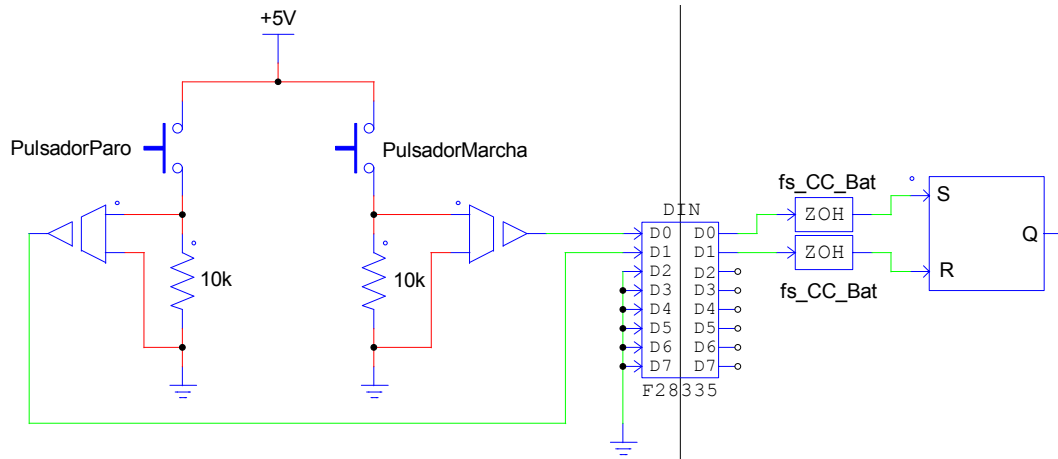 +5V
PulsadorParo
PulsadorMarcha
10k
10k
DIN
D0 D0
D1 D1
D2 D2
D3 D3
D4 D4
D5 D5
D6 D6
D7 D7
F28335
fs_CC_Bat
ZOH
ZOH
fs_CC_Bat
S
R
Q